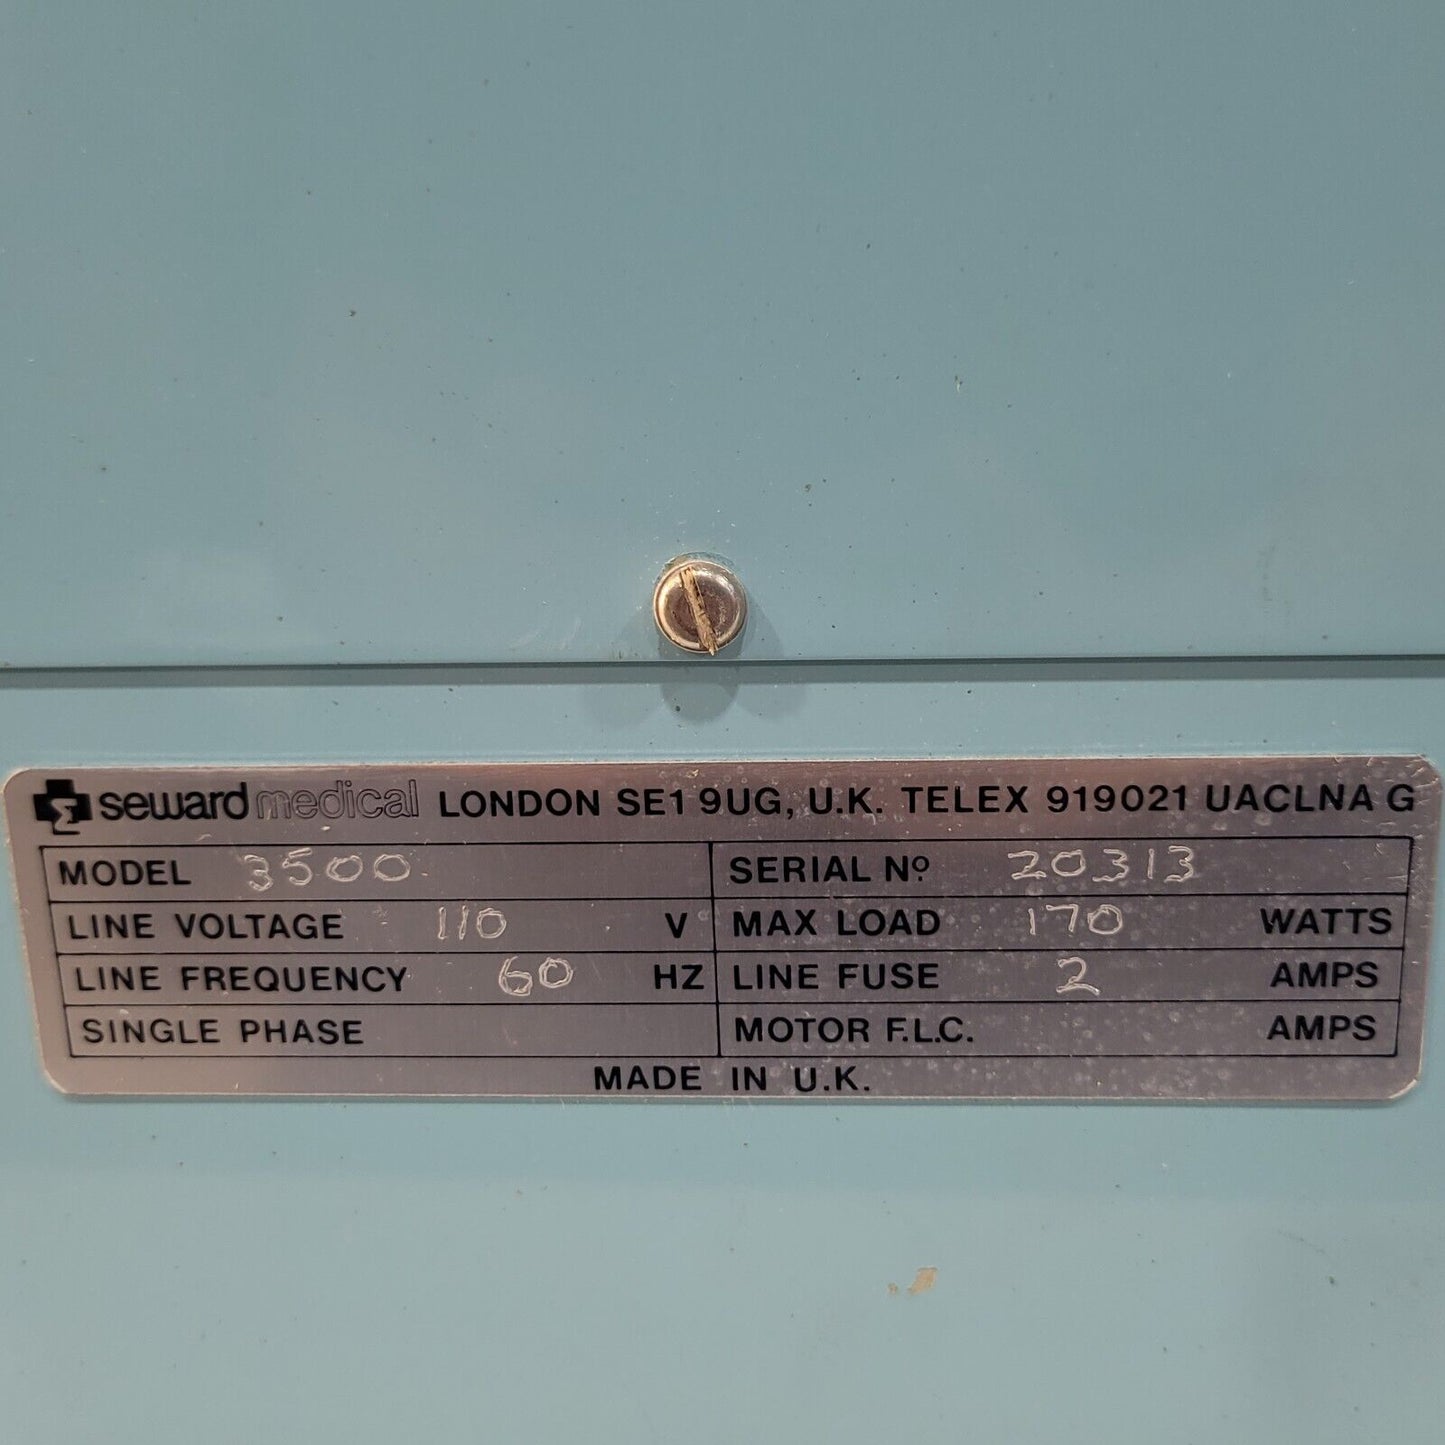 seward medical LONDON SE1 9UG, U.K. TELEX 919021 UACLNA G
MODEL 3500 SERIAL Nº 20313
LINE VOLTAGE 110 V MAX LOAD 170 WATTS
LINE FREQUENCY 60 HZ LINE FUSE 2 AMPS
SINGLE PHASE MOTOR F.L.C. AMPS
MADE IN U.K.